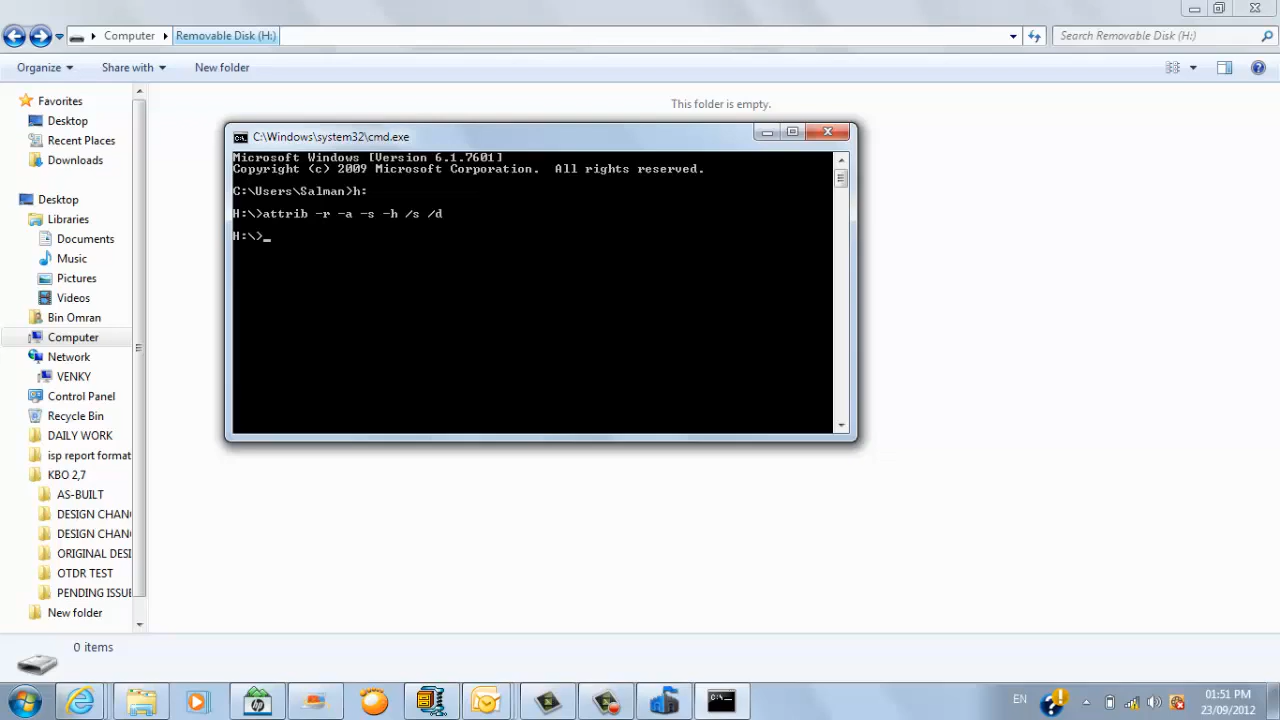 Computer
Removable Disk (H:)
Search Removable Disk (H:)
Organize
Share with
New folder
This folder is empty.
Favorites
Desktop
Recent Places
Downloads
Desktop
Libraries
Documents
Music
Pictures
Videos
Bin Omran
Computer
Network
VENKY
Control Panel
Recycle Bin
DAILY WORK
isp report format
KBO 2,7
AS-BUILT
DESIGN CHAN
DESIGN CHAN
ORIGINAL DESI
OTDR TEST
PENDING ISSUE
New folder
C:\Windows\system32\cmd.exe
Microsoft Windows [Version 6.1.7601]
Copyright (c) 2009 Microsoft Corporation.  All rights reserved.
C:\Users\Salman>h:
H:\>attrib -r -a -s -h /s /d
H:\>_
0 items
EN
01:51 PM
23/09/2012